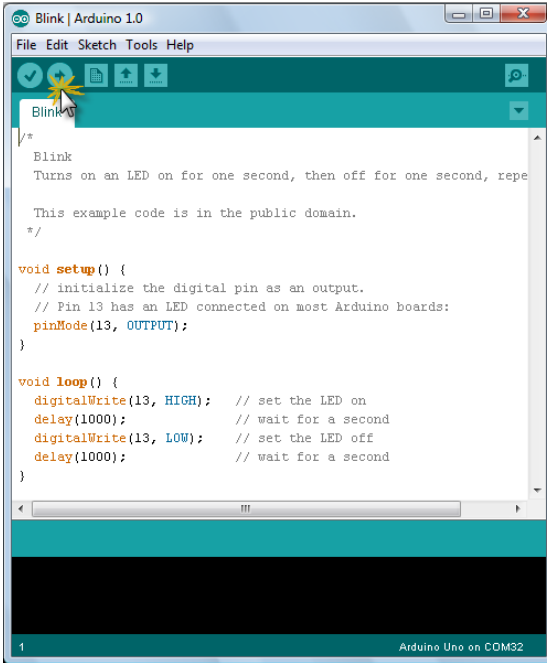 Blink | Arduino 1.0
File Edit Sketch Tools Help
Blink
/*
  Blink
  Turns on an LED on for one second, then off for one second, repe

  This example code is in the public domain.
 */

void setup() {
  // initialize the digital pin as an output.
  // Pin 13 has an LED connected on most Arduino boards:
  pinMode(13, OUTPUT);
}

void loop() {
  digitalWrite(13, HIGH);   // set the LED on
  delay(1000);              // wait for a second
  digitalWrite(13, LOW);    // set the LED off
  delay(1000);              // wait for a second
}
1 Arduino Uno on COM32